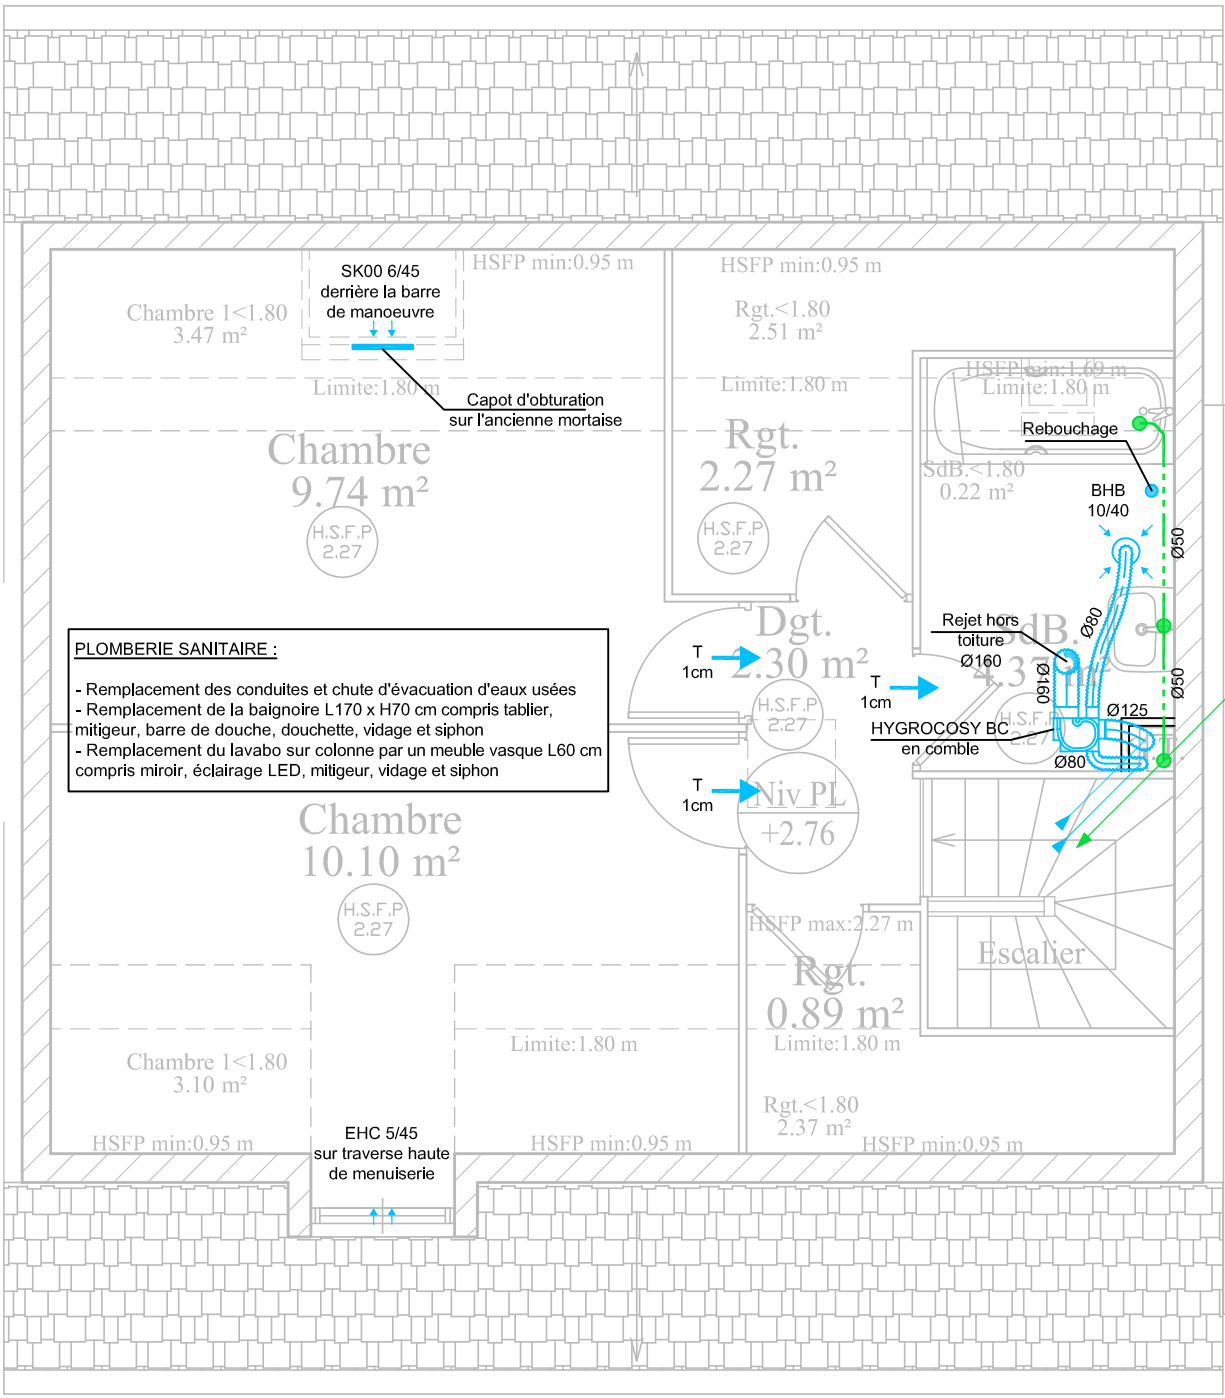 HSFP min:0.95 m
HSFP min:0.95 m
SK00 6/45
derrière la barre
de manoeuvre
Chambre 1<1.80
3.47 m²
Rgt.<1.80
2.51 m²
Limite:1.80 m
Capot d'obturation
sur l'ancienne mortaise
Limite:1.80 m
HSFP min:1.69 m
Limite:1.80 m
Rebouchage
Chambre
9.74 m²
H.S.F.P
2.27
Rgt.
2.27 m²
H.S.F.P
2.27
SdB.<1.80
0.22 m²
BHB
10/40
Ø50
PLOMBERIE SANITAIRE :
- Remplacement des conduites et chute d'évacuation d'eaux usées
- Remplacement de la baignoire L170 x H70 cm compris tablier,
mitigeur, barre de douche, douchette, vidage et siphon
- Remplacement du lavabo sur colonne par un meuble vasque L60 cm
compris miroir, éclairage LED, mitigeur, vidage et siphon
Dgt.
2.30 m²
H.S.F.P
2.27
T
1cm
T
1cm
T
1cm
Rejet hors
toiture
Ø160
SdB.
4.37 m²
H.S.F.P
2.27
Ø80
Ø160
Ø50
Ø125
HYGROCOSY BC
en comble
Ø80
Niv PL
+2.76
Chambre
10.10 m²
H.S.F.P
2.27
HSFP max:2.27 m
Escalier
Rgt.
0.89 m²
Limite:1.80 m
Limite:1.80 m
Chambre 1<1.80
3.10 m²
Rgt.<1.80
2.37 m²
HSFP min:0.95 m
EHC 5/45
sur traverse haute
de menuiserie
HSFP min:0.95 m
HSFP min:0.95 m